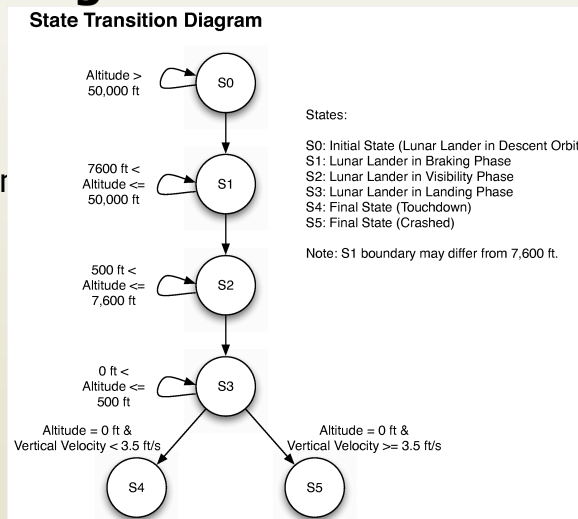 State Transition Diagram
Altitude >
50,000 ft
S0
7600 ft <
Altitude <=
50,000 ft
S1
500 ft <
Altitude <=
7,600 ft
S2
0 ft <
Altitude <=
500 ft
S3
Altitude = 0 ft &
Vertical Velocity < 3.5 ft/s
Altitude = 0 ft &
Vertical Velocity >= 3.5 ft/s
S4
S5
States:
S0: Initial State (Lunar Lander in Descent Orbit
S1: Lunar Lander in Braking Phase
S2: Lunar Lander in Visibility Phase
S3: Lunar Lander in Landing Phase
S4: Final State (Touchdown)
S5: Final State (Crashed)
Note: S1 boundary may differ from 7,600 ft.